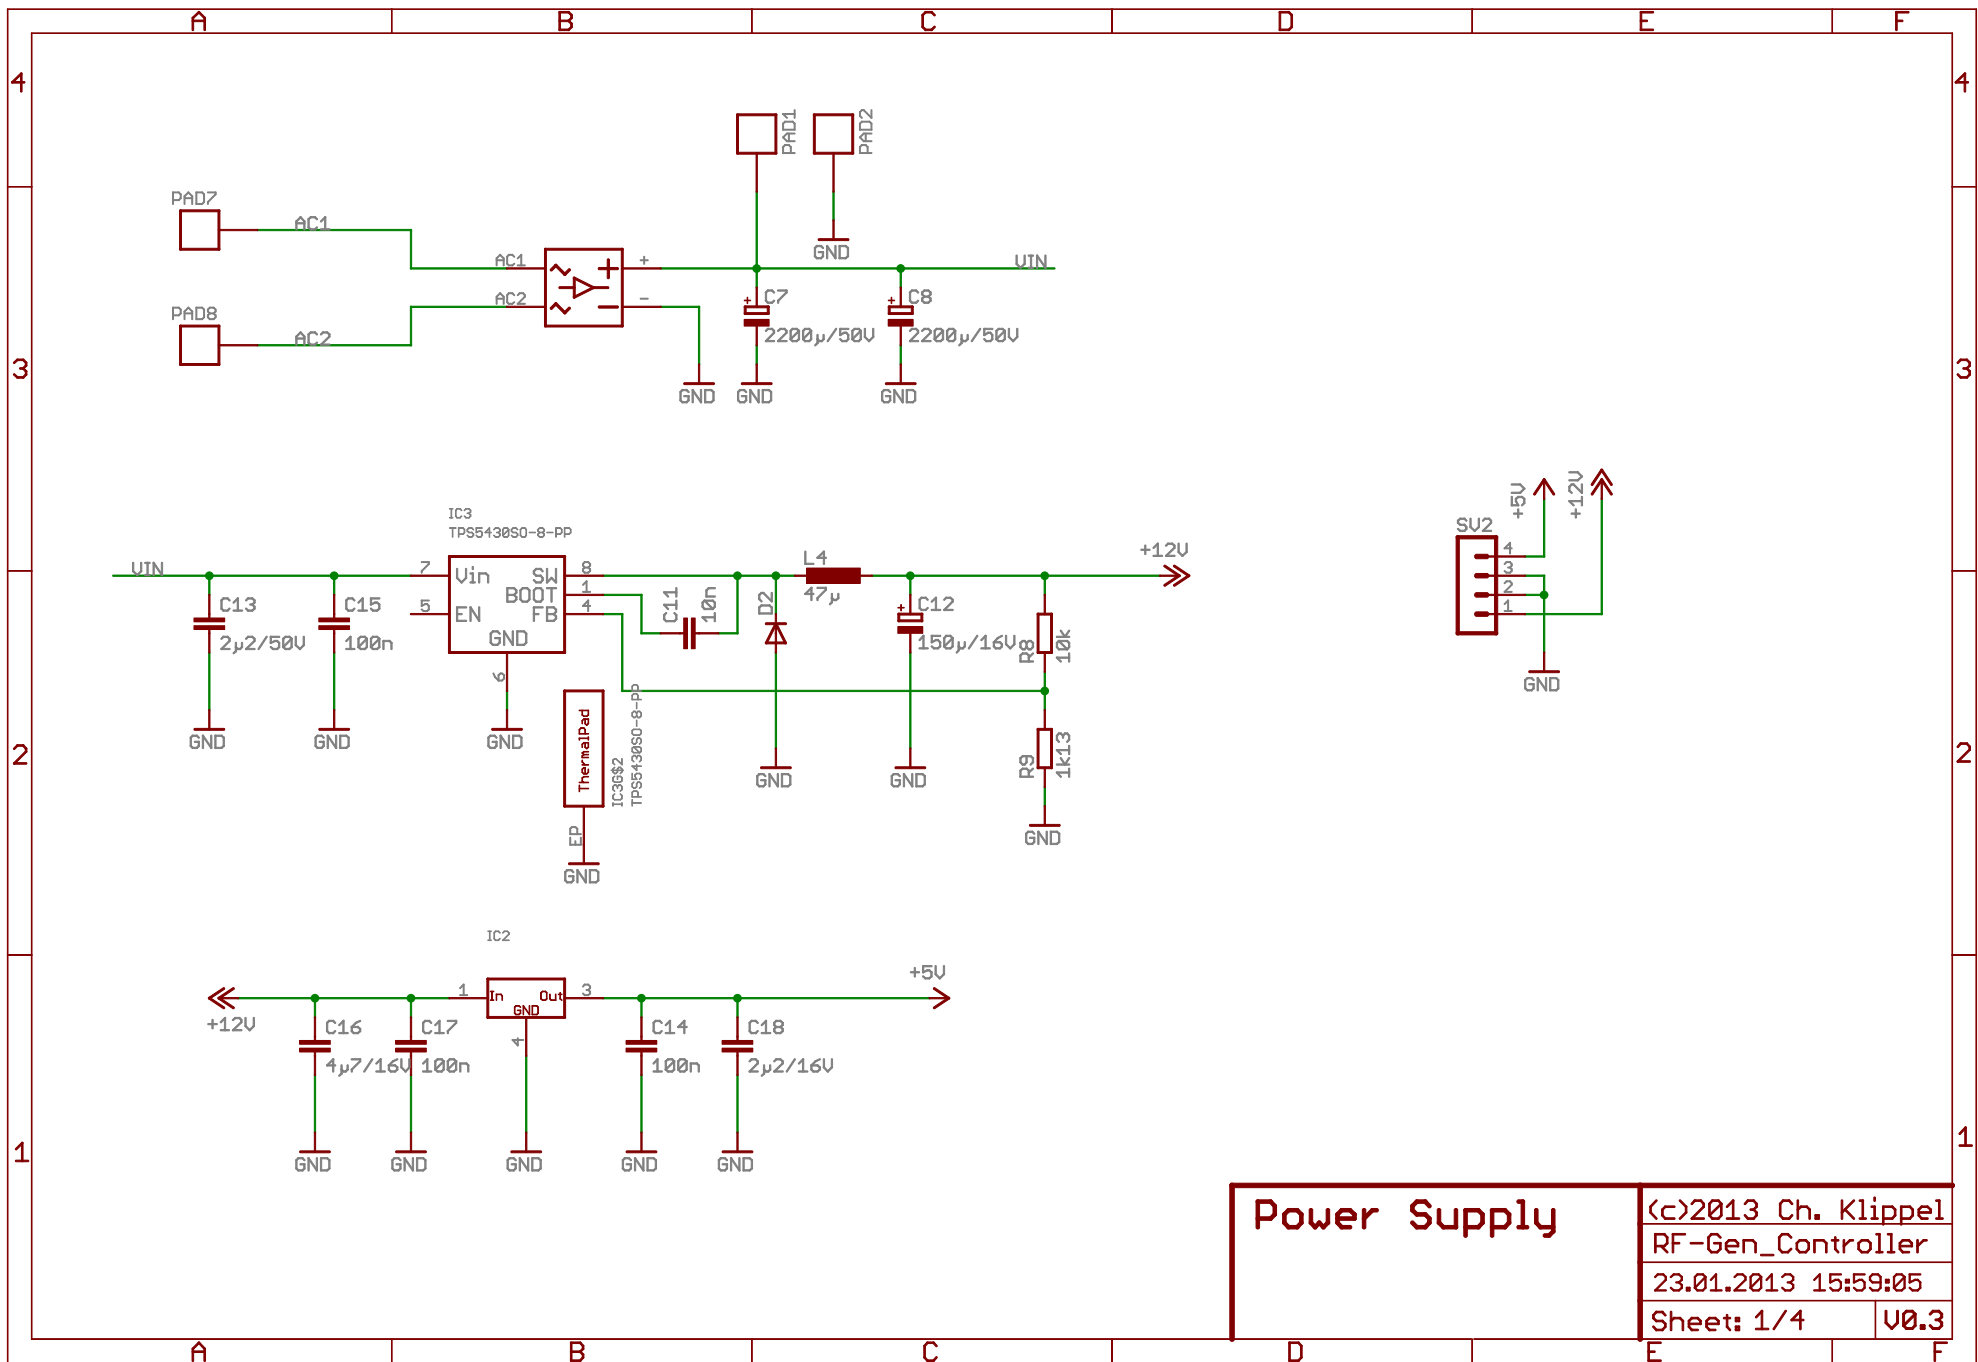 A B C D E F
4 4
PAD1 PAD2
PAD7
AC1
AC1 + VIN
GND
AC2 -
PAD8
AC2
C7 C8
2200µ/50V 2200µ/50V
3 3
GND GND GND
+5V +12V
IC3
TPS5430SO-8-PP
SV2
VIN
7 Vin SW 8
BOOT 1
5 EN FB 4
GND
6
L4
47µ
+12V
4
3
2
1
C13
2µ2/50V
C15
100n
C11 10n
D2
C12
150µ/16V
R8 10k
GND
GND GND GND
ThermalPad
IC3G$2
TPS5430SO-8-PP
EP
GND
2 2
GND GND
R9 1k13
GND
IC2
+12V
1 In Out 3
GND
4
+5V
C16
4µ7/16V
C17
100n
C14
100n
C18
2µ2/16V
1 1
GND GND GND GND GND
Power Supply
(c)2013 Ch. Klippel
RF-Gen_Controller
23.01.2013 15:59:05
Sheet: 1/4 V0.3
A B C D E F